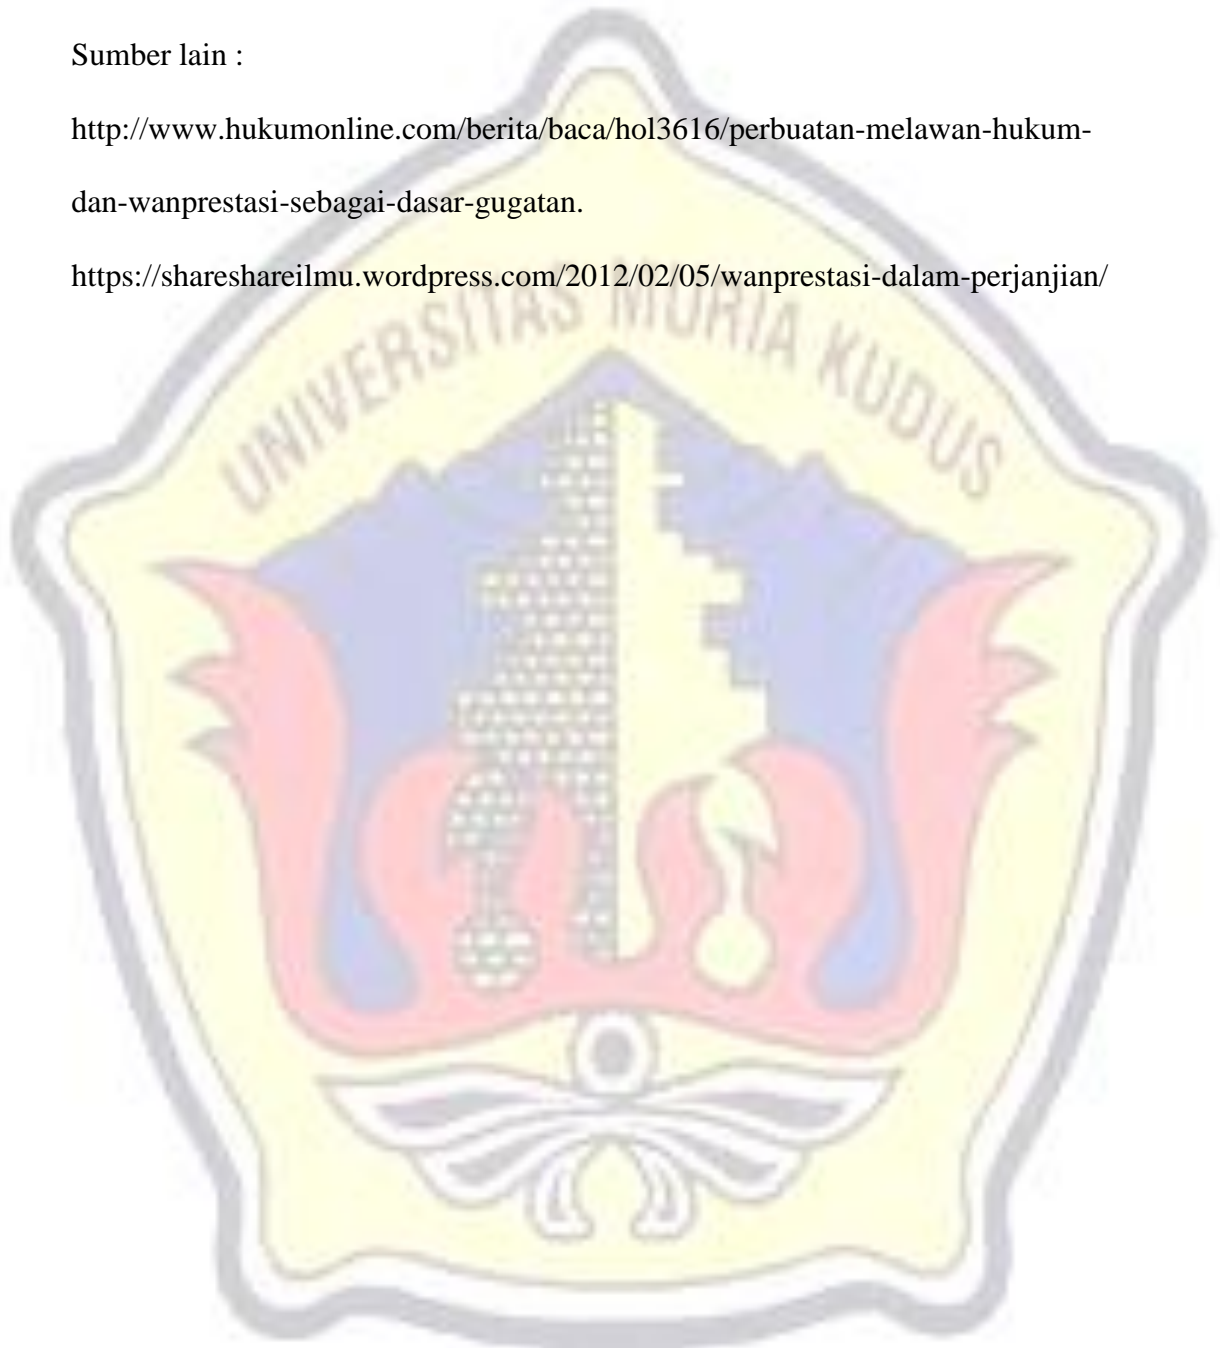 Sumber lain :
http://www.hukumonline.com/berita/baca/hol3616/perbuatan-melawan-hukum-
dan-wanprestasi-sebagai-dasar-gugatan.
https://shareshareilmu.wordpress.com/2012/02/05/wanprestasi-dalam-perjanjian/
UNIVERSITAS MURIA KUDUS